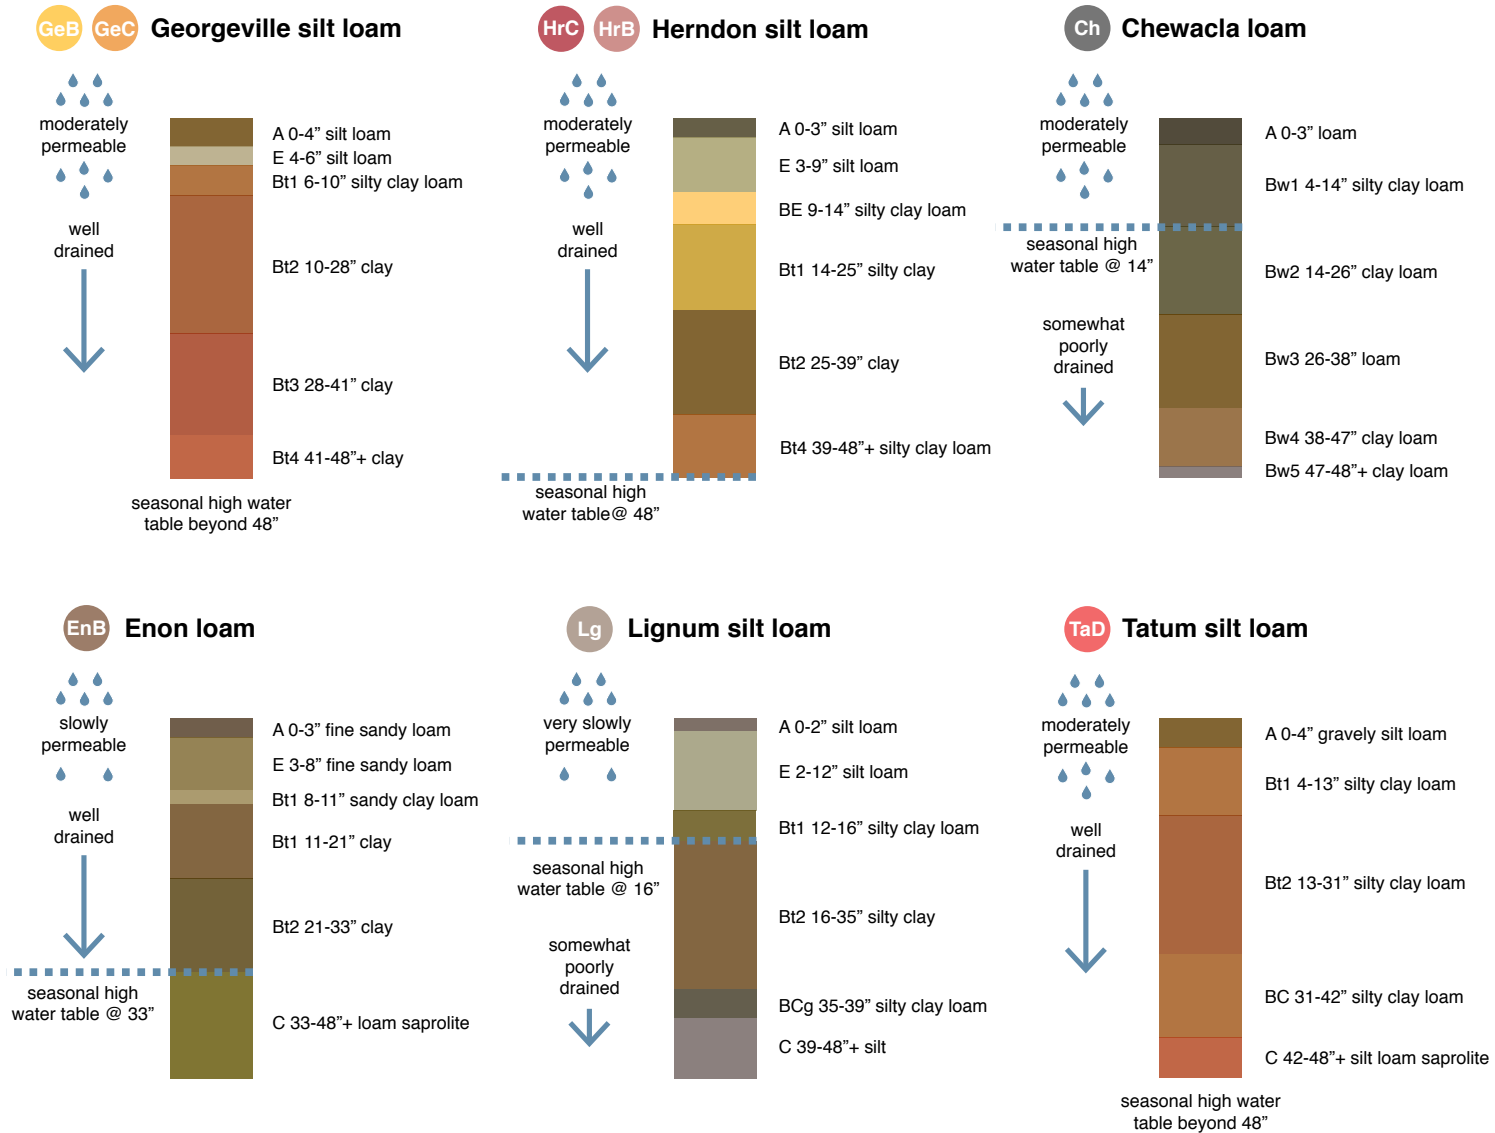 GeB GeC Georgeville silt loam
moderately
permeable
well
drained
A 0-4” silt loam
E 4-6” silt loam
Bt1 6-10” silty clay loam
Bt2 10-28” clay
Bt3 28-41” clay
Bt4 41-48”+ clay
seasonal high water
table beyond 48”
HrC HrB Herndon silt loam
moderately
permeable
well
drained
A 0-3” silt loam
E 3-9” silt loam
BE 9-14” silty clay loam
Bt1 14-25” silty clay
Bt2 25-39” clay
Bt4 39-48”+ silty clay loam
seasonal high
water table@ 48”
Ch Chewacla loam
moderately
permeable
A 0-3” loam
Bw1 4-14” silty clay loam
seasonal high
water table @ 14”
Bw2 14-26” clay loam
somewhat
poorly
drained
Bw3 26-38” loam
Bw4 38-47” clay loam
Bw5 47-48”+ clay loam
EnB Enon loam
slowly
permeable
well
drained
A 0-3” fine sandy loam
E 3-8” fine sandy loam
Bt1 8-11” sandy clay loam
Bt1 11-21” clay
Bt2 21-33” clay
seasonal high
water table @ 33”
C 33-48”+ loam saprolite
Lg Lignum silt loam
very slowly
permeable
A 0-2” silt loam
E 2-12” silt loam
Bt1 12-16” silty clay loam
seasonal high
water table @ 16”
Bt2 16-35” silty clay
somewhat
poorly
drained
BCg 35-39” silty clay loam
C 39-48”+ silt
TaD Tatum silt loam
moderately
permeable
well
drained
A 0-4” gravely silt loam
Bt1 4-13” silty clay loam
Bt2 13-31” silty clay loam
BC 31-42” silty clay loam
C 42-48”+ silt loam saprolite
seasonal high water
table beyond 48”